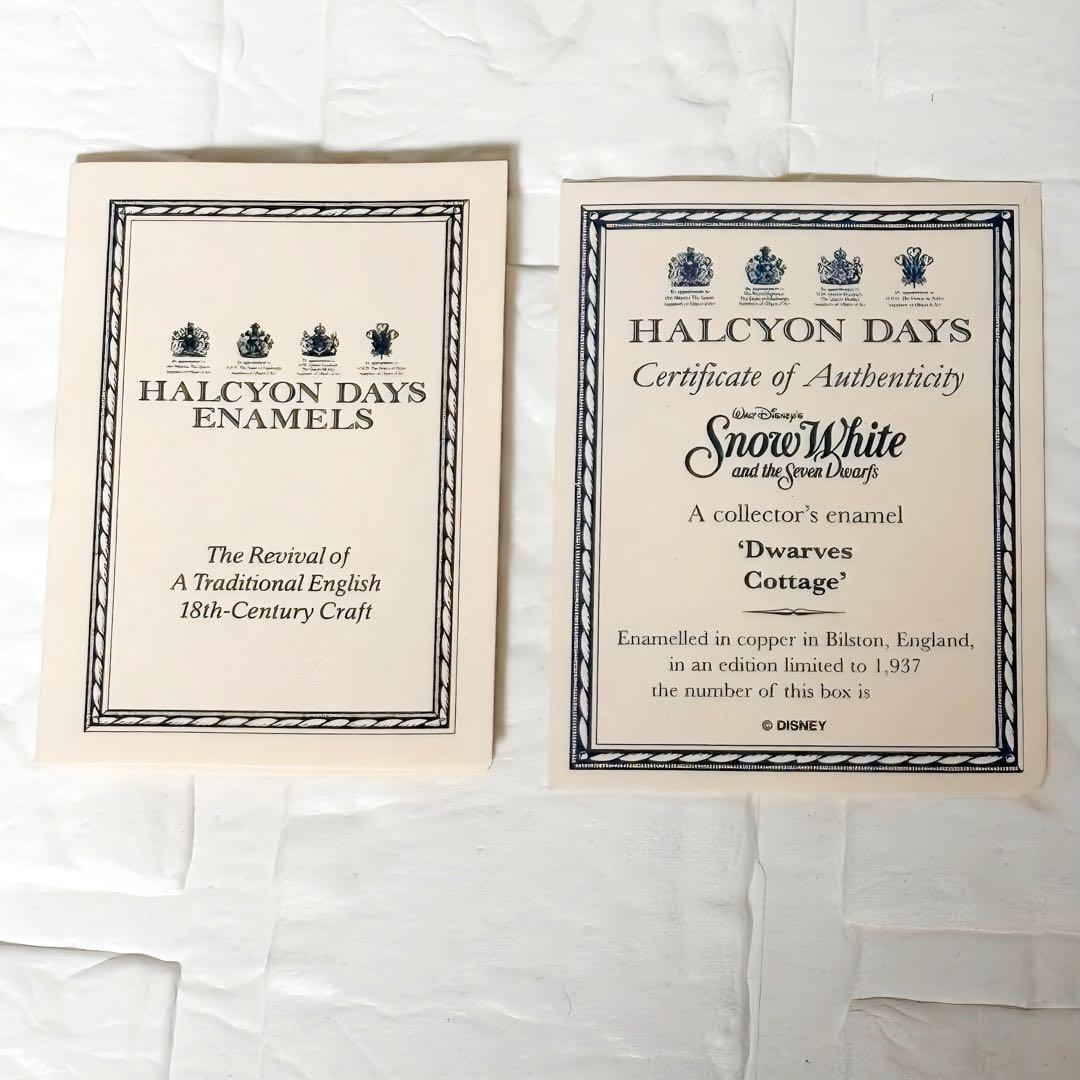 HALCYON DAYS
ENAMELS
The Revival of
A Traditional English
18th-Century Craft
HALCYON DAYS
Certificate of Authenticity
WALT DISNEY'S
Snow White
and the Seven Dwarfs
A collector's enamel
'Dwarves
Cottage'
Enamelled in copper in Bilston, England,
in an edition limited to 1,937
the number of this box is
© DISNEY